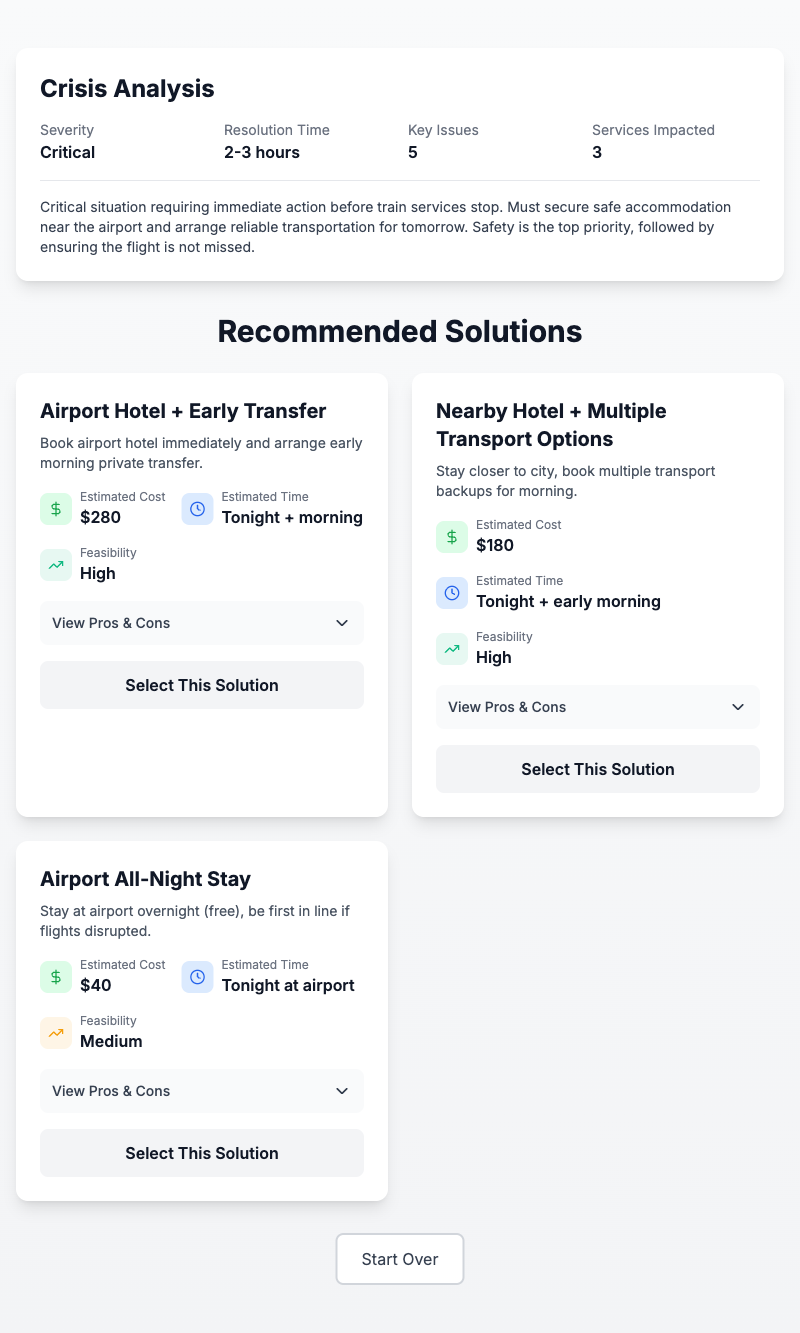 Crisis Analysis
Severity
Critical
Resolution Time
2-3 hours
Key Issues
5
Services Impacted
3
Critical situation requiring immediate action before train services stop. Must secure safe accommodation
near the airport and arrange reliable transportation for tomorrow. Safety is the top priority, followed by
ensuring the flight is not missed.
Recommended Solutions
Airport Hotel + Early Transfer
Book airport hotel immediately and arrange early
morning private transfer.
Estimated Cost
$280
Estimated Time
Tonight + morning
Feasibility
High
View Pros & Cons
Select This Solution
Nearby Hotel + Multiple
Transport Options
Stay closer to city, book multiple transport
backups for morning.
Estimated Cost
$180
Estimated Time
Tonight + early morning
Feasibility
High
View Pros & Cons
Select This Solution
Airport All-Night Stay
Stay at airport overnight (free), be first in line if
flights disrupted.
Estimated Cost
$40
Estimated Time
Tonight at airport
Feasibility
Medium
View Pros & Cons
Select This Solution
Start Over